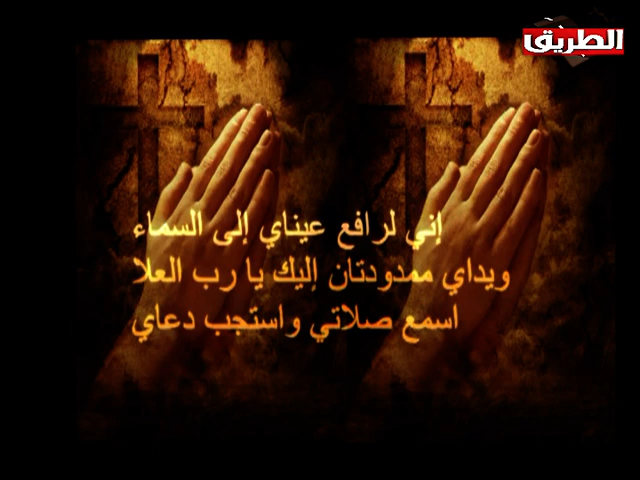 الطريق
إني لرافع عيناي إلى السماء
ويداي ممدودتان إليك يا رب العلا
اسمع صلاتي واستجب دعاي